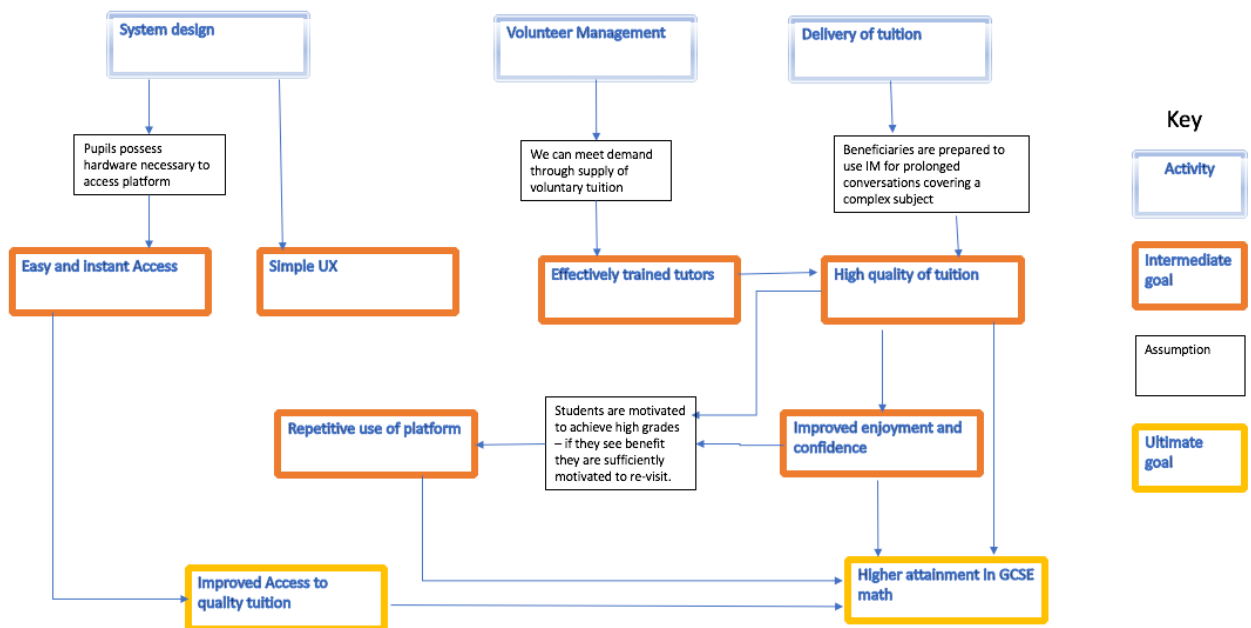 System design
Volunteer Management
Delivery of tuition
Key
Activity
Pupils possess
hardware necessary to
access platform
We can meet demand
through supply of
voluntary tuition
Beneficiaries are prepared to
use IM for prolonged
conversations covering a
complex subject
Easy and instant Access
Simple UX
Effectively trained tutors
High quality of tuition
Intermediate
goal
Assumption
Repetitive use of platform
Students are motivated
to achieve high grades
– if they see benefit
they are sufficiently
motivated to re-visit.
Improved enjoyment and
confidence
Ultimate
goal
Improved Access to
quality tuition
Higher attainment in GCSE
math